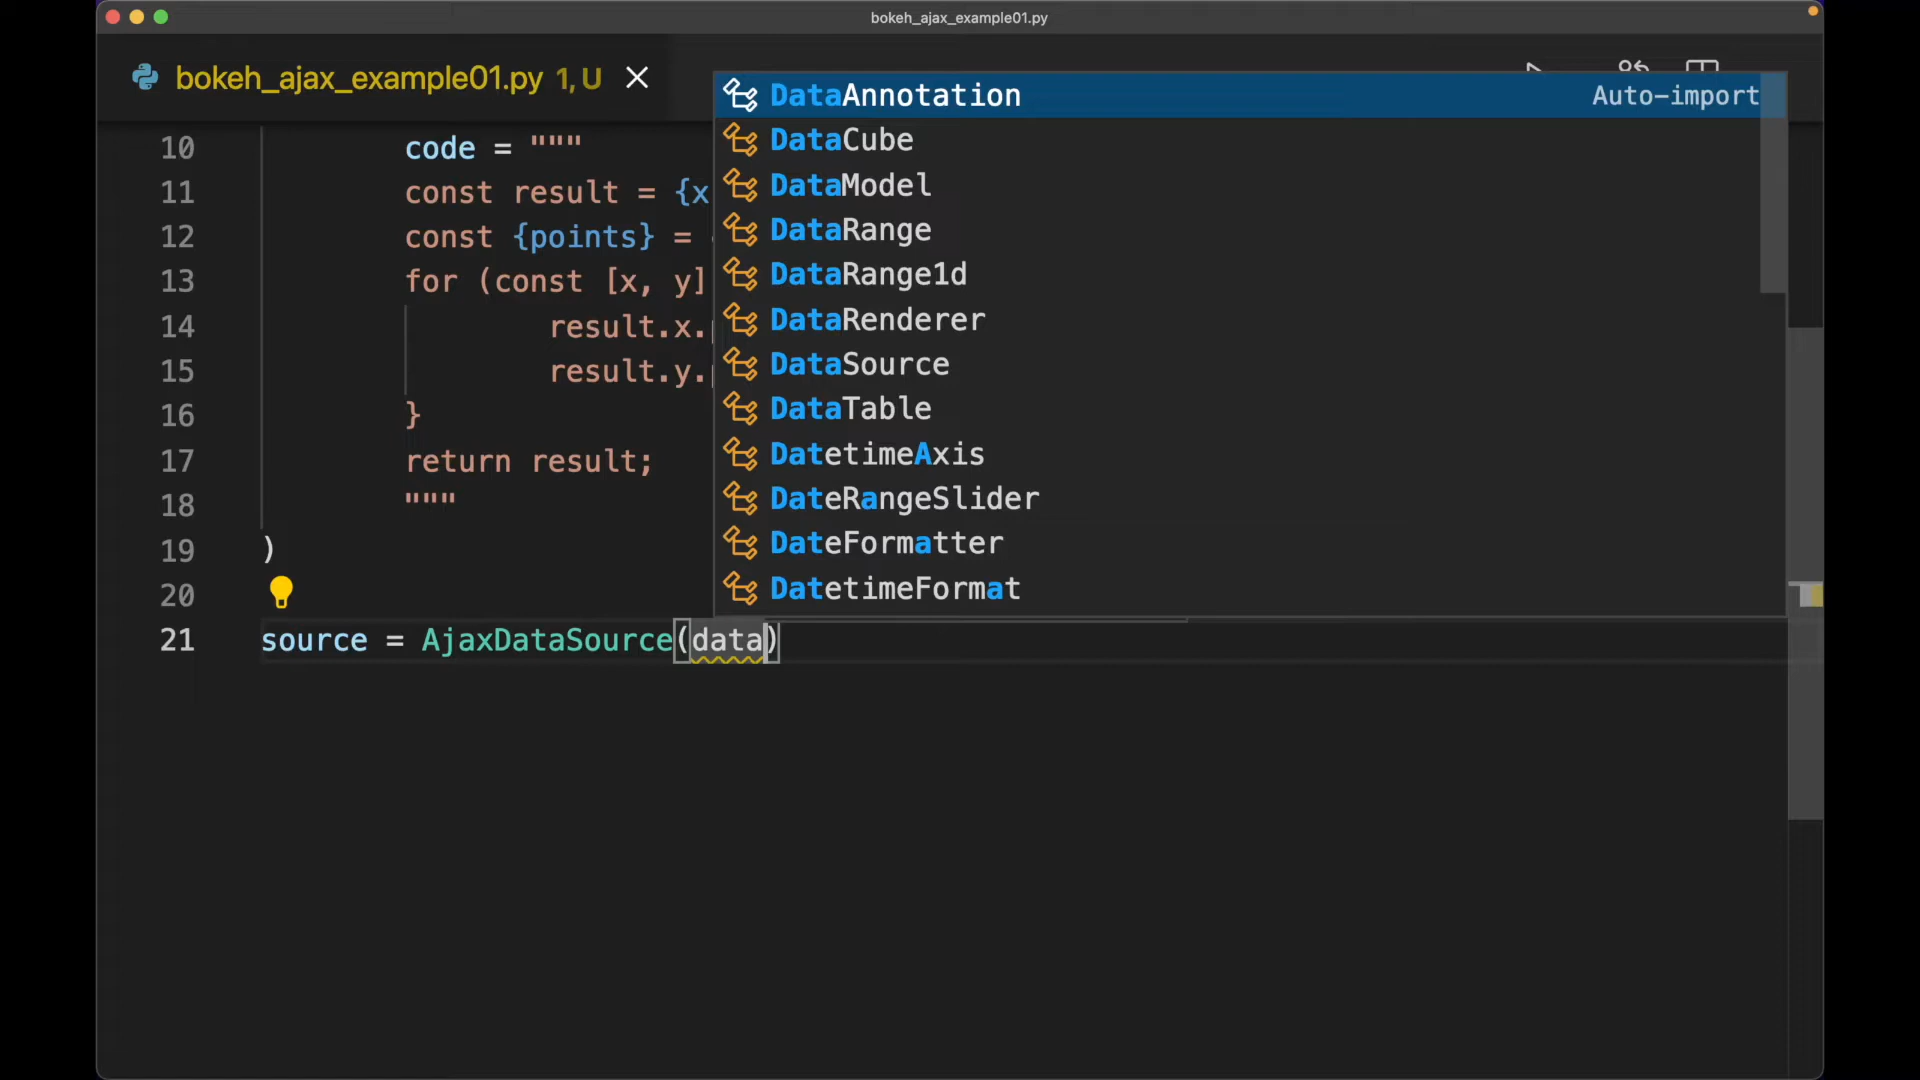 bokeh_ajax_example01.py
bokeh_ajax_example01.py 1, U
10 code = """
11 const result = {x
12 const {points} =
13 for (const [x, y]
14 result.x.
15 result.y.
16 }
17 return result;
18 """
19 )
20
21 source = AjaxDataSource(data)
DataAnnotation Auto-import
DataCube
DataModel
DataRange
DataRange1d
DataRenderer
DataSource
DataTable
DatetimeAxis
DateRangeSlider
DateFormatter
DatetimeFormat